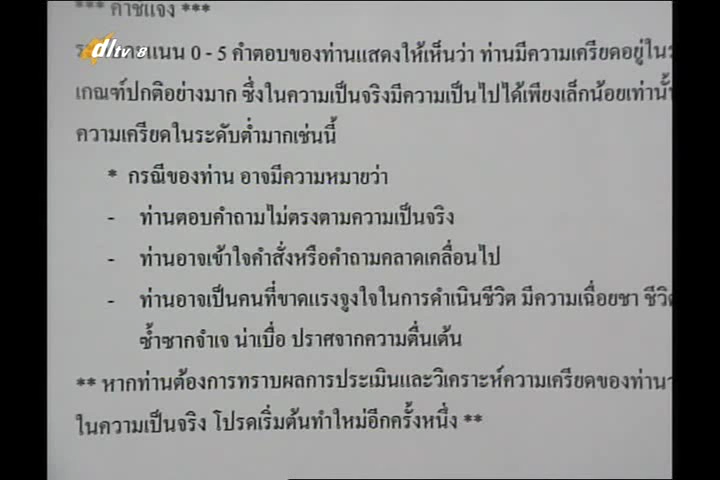 *** คำชี้แจง ***
dltv 8
0 - 5 คำตอบของท่านแสดงให้เห็นว่า ท่านมีความเครียดอยู่ใน
เกณฑ์ปกติอย่างมาก ซึ่งในความเป็นจริงมีความเป็นไปได้เพียงเล็กน้อยเท่านั้น
ความเครียดในระดับต่ำมากเช่นนี้
* กรณีของท่าน อาจมีความหมายว่า
- ท่านตอบคำถามไม่ตรงตามความเป็นจริง
- ท่านอาจเข้าใจคำสั่งหรือคำถามคลาดเคลื่อนไป
- ท่านอาจเป็นคนที่ขาดแรงจูงใจในการดำเนินชีวิต มีความเฉื่อยชา
ซ้ำซากจำเจ น่าเบื่อ ปราศจากความตื่นเต้น
** หากท่านต้องการทราบผลการประเมินและวิเคราะห์ความเครียดของท่าน
ในความเป็นจริง โปรดเริ่มต้นทำใหม่อีกครั้งหนึ่ง **